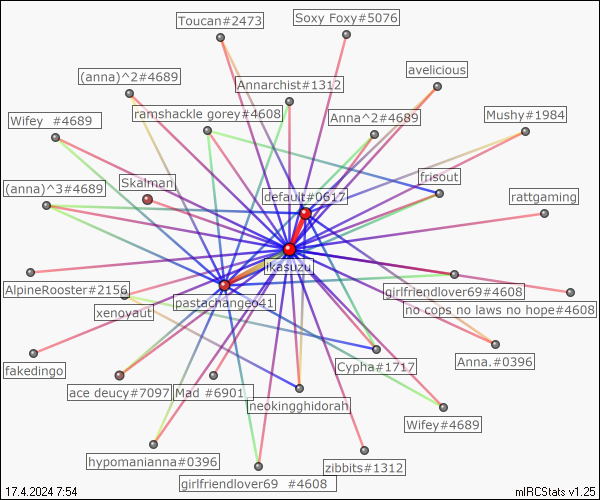 Toucan#2473
Soxy Foxy#5076
(anna)^2#4689
avelicious
Annarchist#1312
Wifey  #4689
ramshackle gorey#4608
Anna^2#4689
Mushy#1984
(anna)^3#4689
Skalman
frisout
default#0617
rattgaming
ikasuzu
AlpineRooster#2156
pastachangeo41
girlfriendlover69#4608
xenoyaut
no cops no laws no hope#4608
fakedingo
Cypha#1717
Anna.#0396
ace deucy#7097
Mad #6901
neokingghidorah
Wifey#4689
hypomanianna#0396
zibbits#1312
girlfriendlover69  #4608
17.4.2024 7:54
mIRCStats v1.25